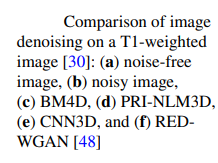 Comparison of image
denoising on a T1-weighted
image [30]: (a) noise-free
image, (b) noisy image,
(c) BM4D, (d) PRI-NLM3D,
(e) CNN3D, and (f) RED-
WGAN [48]